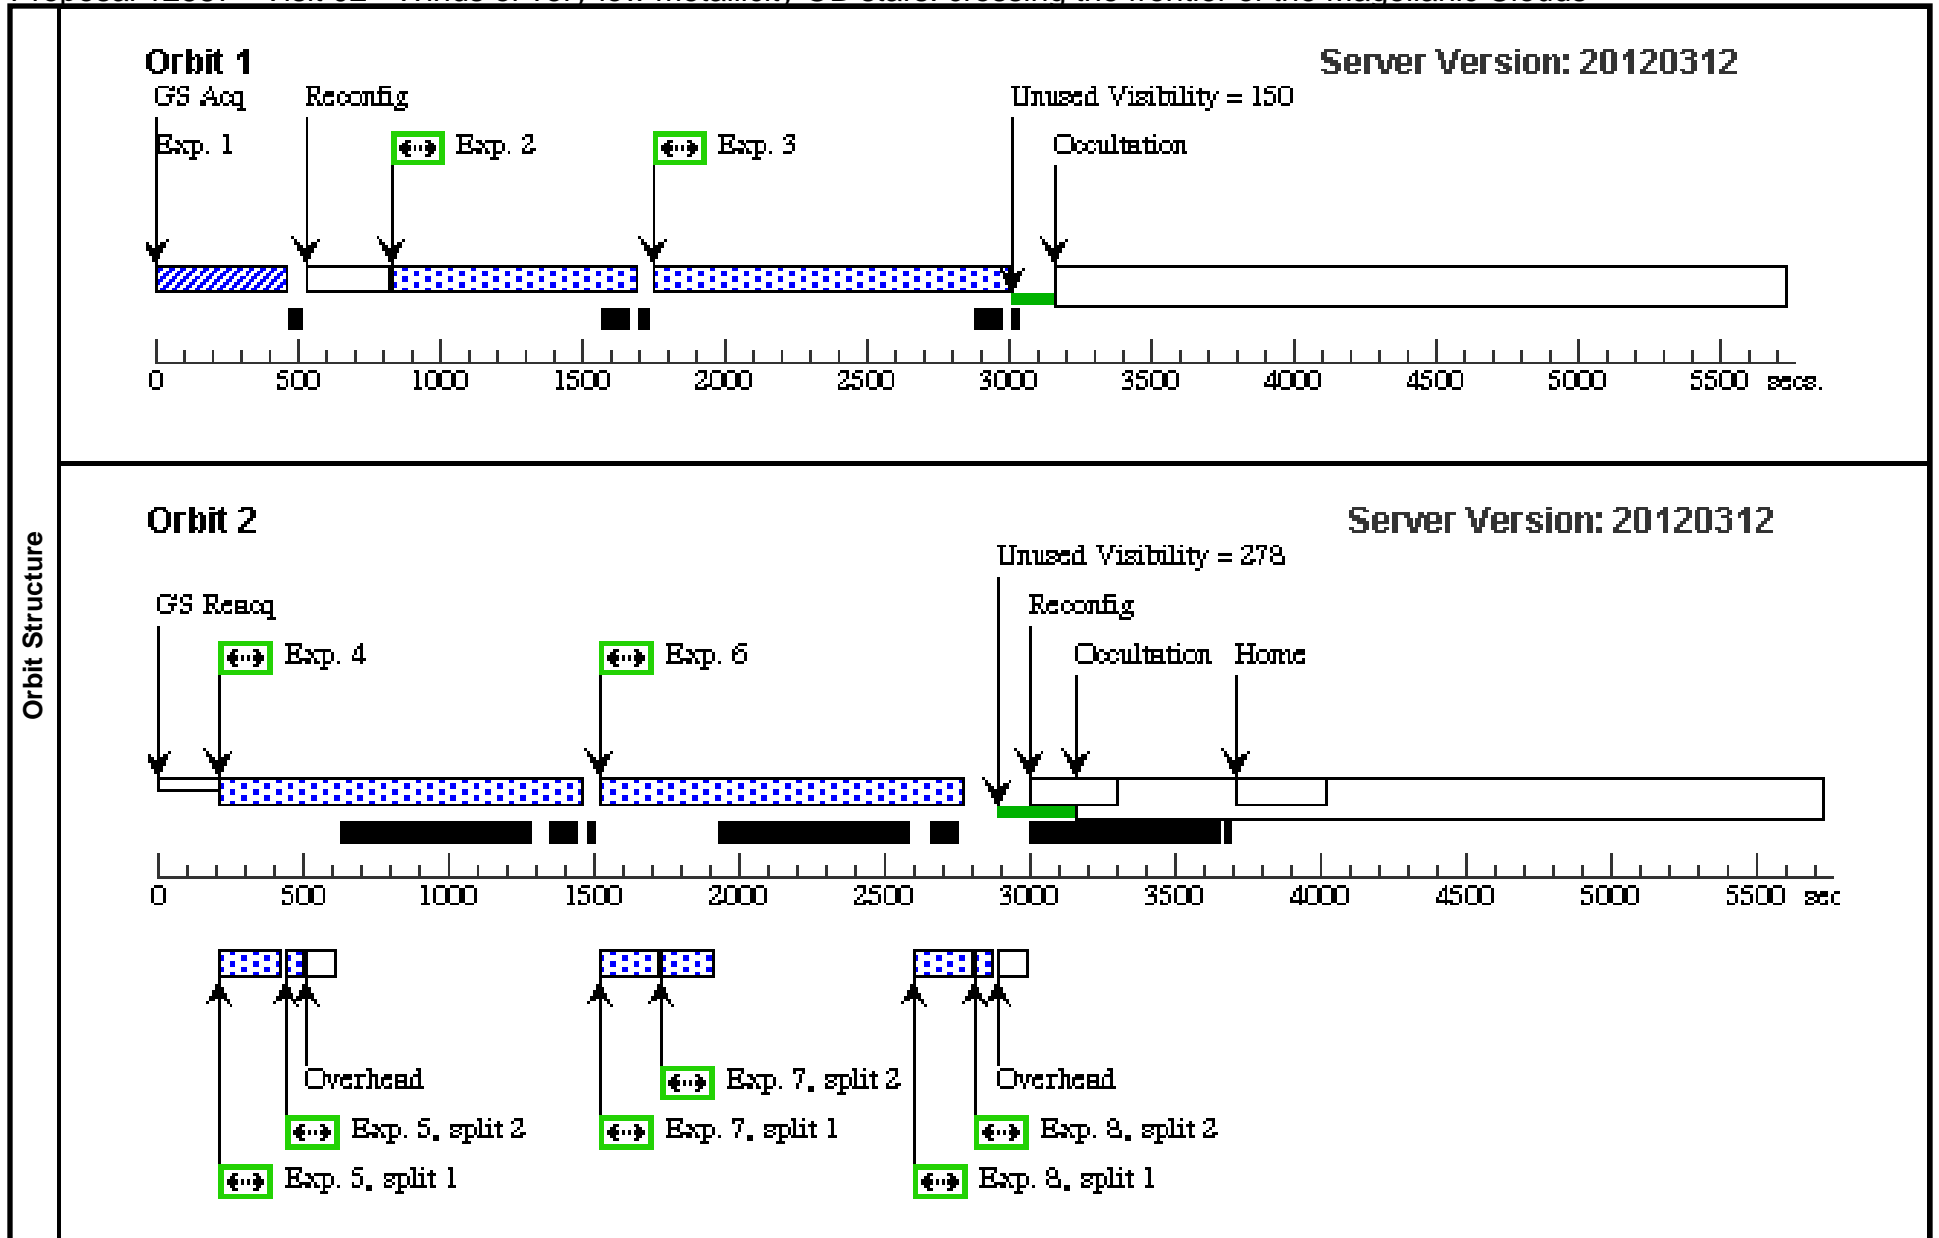 Orbit 1
Server Version: 20120312
GS Acq
Reconfig
Unused Visibility = 150
Exp. 1
Exp. 2
Exp. 3
Occultation
0 500 1000 1500 2000 2500 3000 3500 4000 4500 5000 5500 secs.
Orbit Structure
Orbit 2
Server Version: 20120312
Unused Visibility = 278
GS Reacq
Reconfig
Exp. 4
Exp. 6
Occultation
Home
0 500 1000 1500 2000 2500 3000 3500 4000 4500 5000 5500 sec
Overhead
Exp. 7, split 2
Overhead
Exp. 5, split 2
Exp. 7, split 1
Exp. 8, split 2
Exp. 5, split 1
Exp. 8, split 1